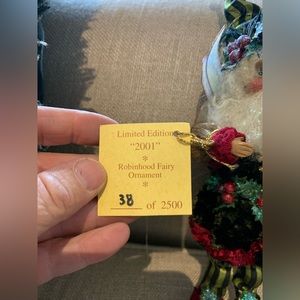 Limited Edition
"2001"
*
Robinhood Fairy
Ornament
*
38 of 2500